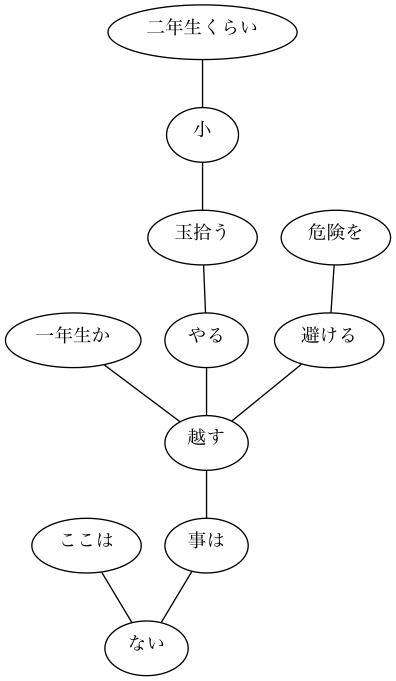 二年生くらい
小
玉拾う
危険を
一年生か
やる
避ける
越す
ここは
事は
ない